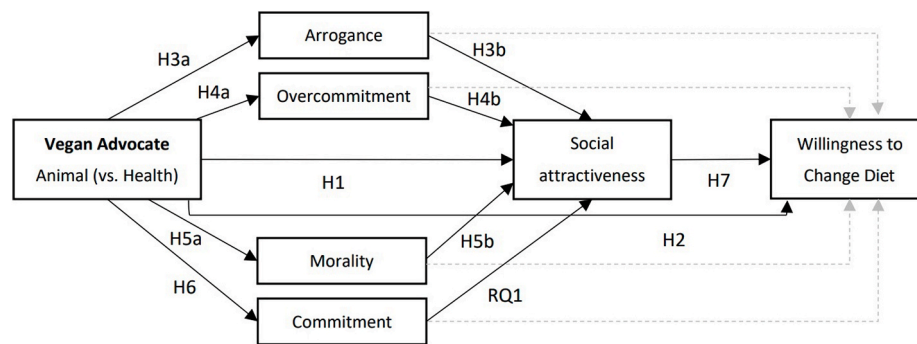 Arrogance
H3a
H3b
H4a
Overcommitment
H4b
Vegan Advocate
Animal (vs. Health)
Social
attractiveness
Willingness to
Change Diet
H1
H7
H5a
H5b
H2
Morality
H6
RQ1
Commitment